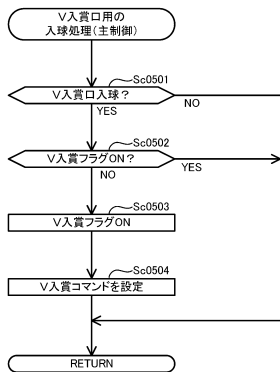 V入賞口用の
入球処理(主制御)
Sc0501
V入賞口入球？
NO
YES
Sc0502
V入賞フラグON？
YES
NO
Sc0503
V入賞フラグON
Sc0504
V入賞コマンドを設定
RETURN